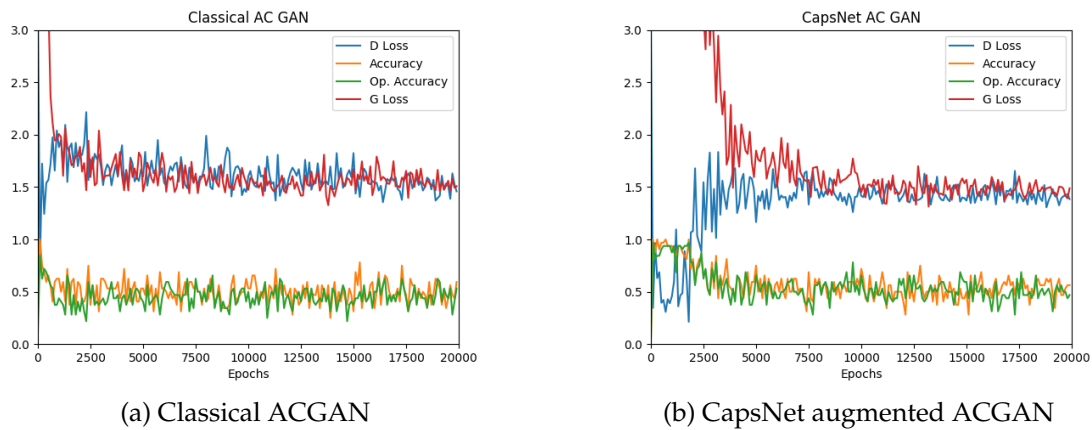 Classical AC GAN
3.0
2.5
2.0
1.5
1.0
0.5
0.0
D Loss
Accuracy
Op. Accuracy
G Loss
0 2500 5000 7500 10000 12500 15000 17500 20000
Epochs
(a) Classical ACGAN
CapsNet AC GAN
3.0
2.5
2.0
1.5
1.0
0.5
0.0
D Loss
Accuracy
Op. Accuracy
G Loss
0 2500 5000 7500 10000 12500 15000 17500 20000
Epochs
(b) CapsNet augmented ACGAN